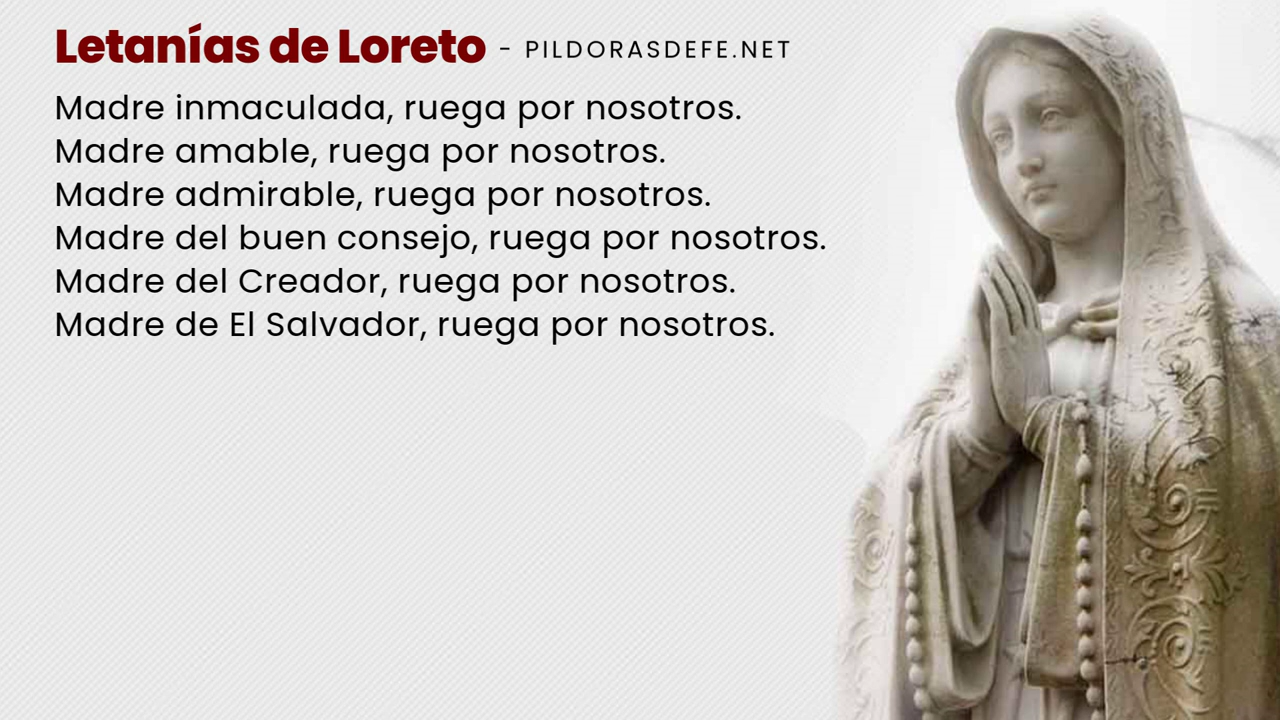 Letanías de Loreto - PILDORASDEFE.NET
Madre inmaculada, ruega por nosotros.
Madre amable, ruega por nosotros.
Madre admirable, ruega por nosotros.
Madre del buen consejo, ruega por nosotros.
Madre del Creador, ruega por nosotros.
Madre de El Salvador, ruega por nosotros.